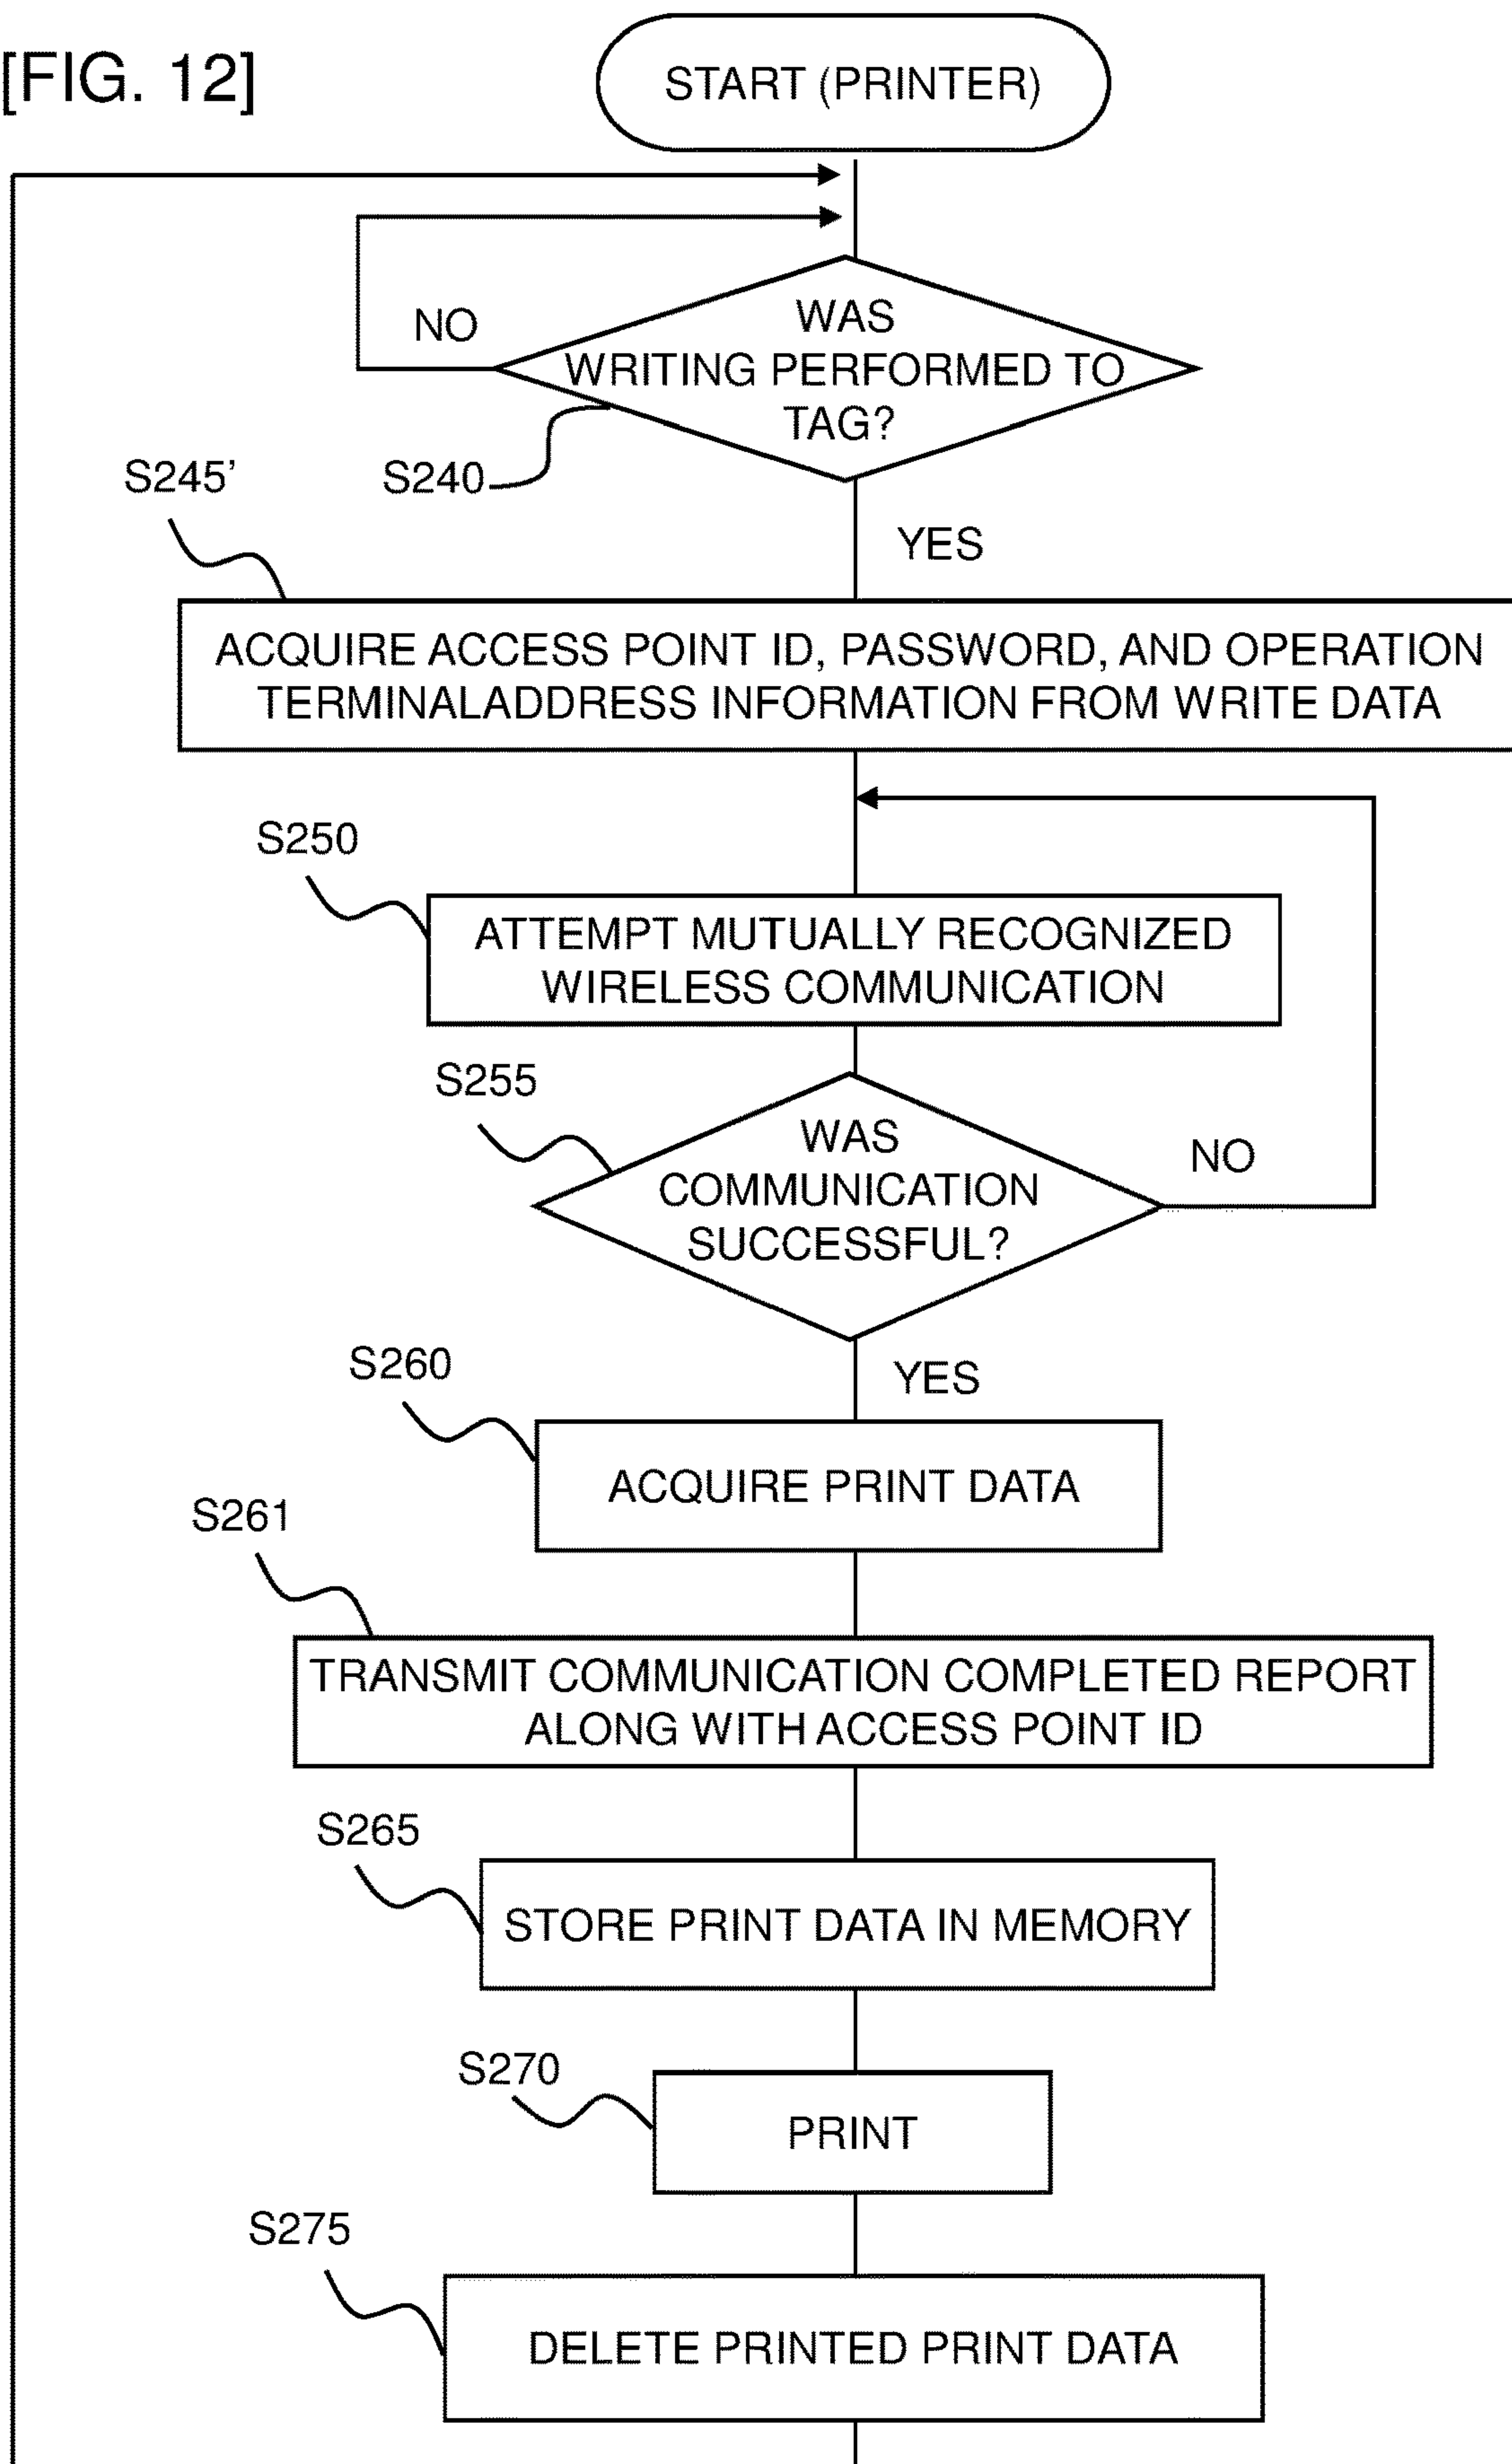 [FIG. 12]
START (PRINTER)
NO
WAS
WRITING PERFORMED TO
TAG?
S240
S245’
YES
ACQUIRE ACCESS POINT ID, PASSWORD, AND OPERATION
TERMINALADDRESS INFORMATION FROM WRITE DATA
S250
ATTEMPT MUTUALLY RECOGNIZED
WIRELESS COMMUNICATION
S255
WAS
COMMUNICATION
SUCCESSFUL?
NO
S260
YES
ACQUIRE PRINT DATA
S261
TRANSMIT COMMUNICATION COMPLETED REPORT
ALONG WITH ACCESS POINT ID
S265
STORE PRINT DATA IN MEMORY
S270
PRINT
S275
DELETE PRINTED PRINT DATA